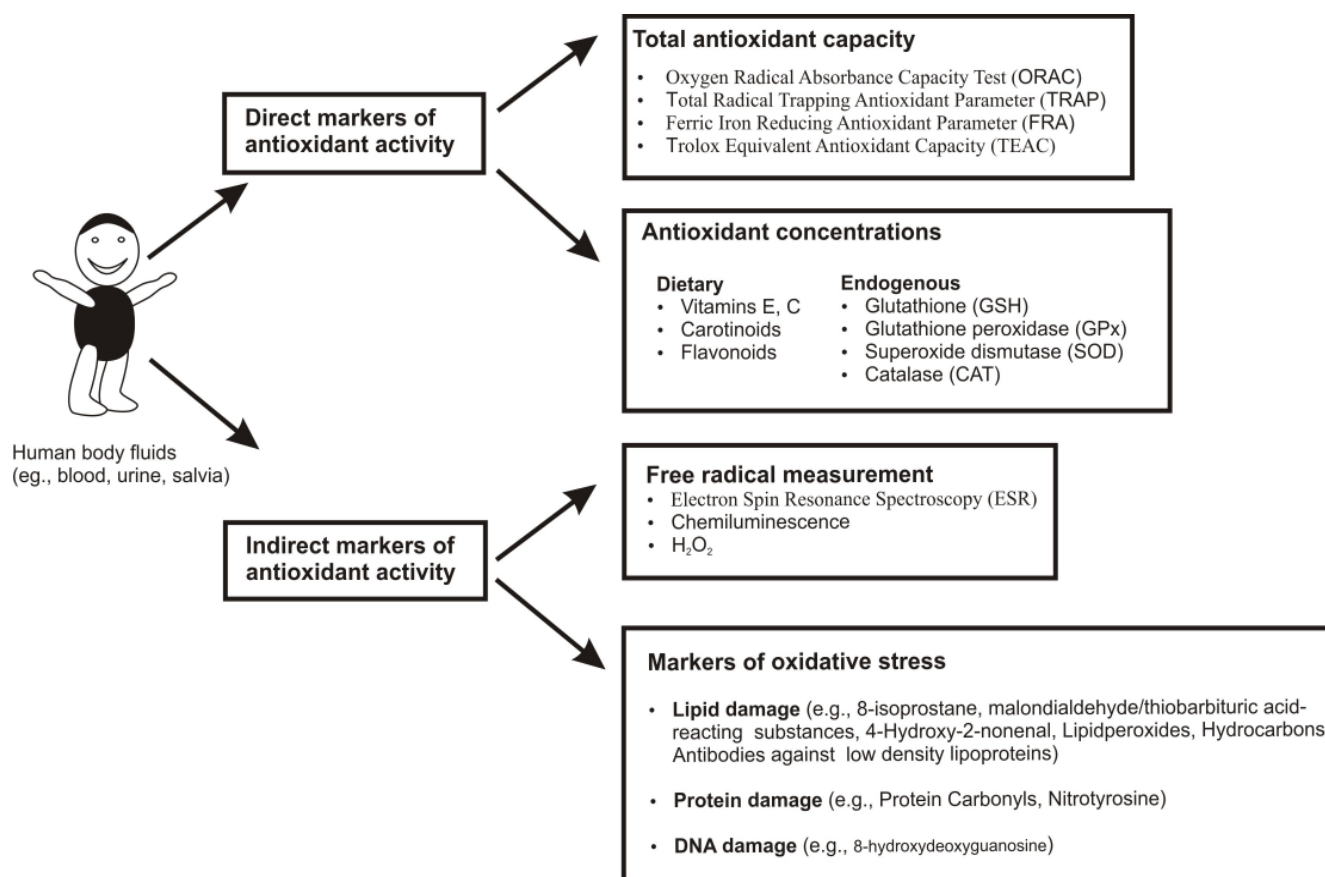 Total antioxidant capacity
• Oxygen Radical Absorbance Capacity Test (ORAC)
• Total Radical Trapping Antioxidant Parameter (TRAP)
• Ferric Iron Reducing Antioxidant Parameter (FRA)
• Trolox Equivalent Antioxidant Capacity (TEAC)
Direct markers of
antioxidant activity
Antioxidant concentrations
Dietary
• Vitamins E, C
• Carotinoids
• Flavonoids
Endogenous
• Glutathione (GSH)
• Glutathione peroxidase (GPx)
• Superoxide dismutase (SOD)
• Catalase (CAT)
Human body fluids
(eg., blood, urine, salvia)
Free radical measurement
• Electron Spin Resonance Spectroscopy (ESR)
• Chemiluminescence
• H₂O₂
Indirect markers of
antioxidant activity
Markers of oxidative stress
• Lipid damage (e.g., 8-isoprostane, malondialdehyde/thiobarbituric acid-
reacting substances, 4-Hydroxy-2-nonenal, Lipidperoxides, Hydrocarbons
Antibodies against low density lipoproteins)
• Protein damage (e.g., Protein Carbonyls, Nitrotyrosine)
• DNA damage (e.g., 8-hydroxydeoxyguanosine)